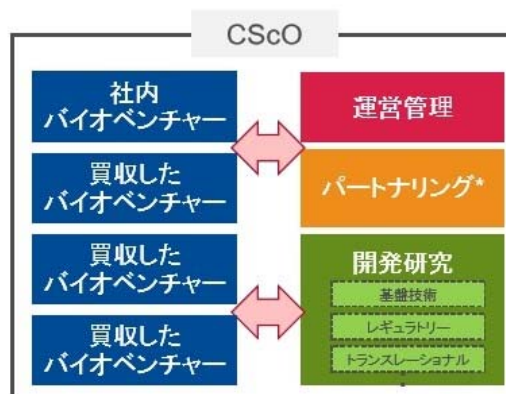 CScO
社内
バイオベンチャー
買収した
バイオベンチャー
買収した
バイオベンチャー
買収した
バイオベンチャー
運営管理
パートナリング*
開発研究
基盤技術
レギュラトリー
トランスレーショナル